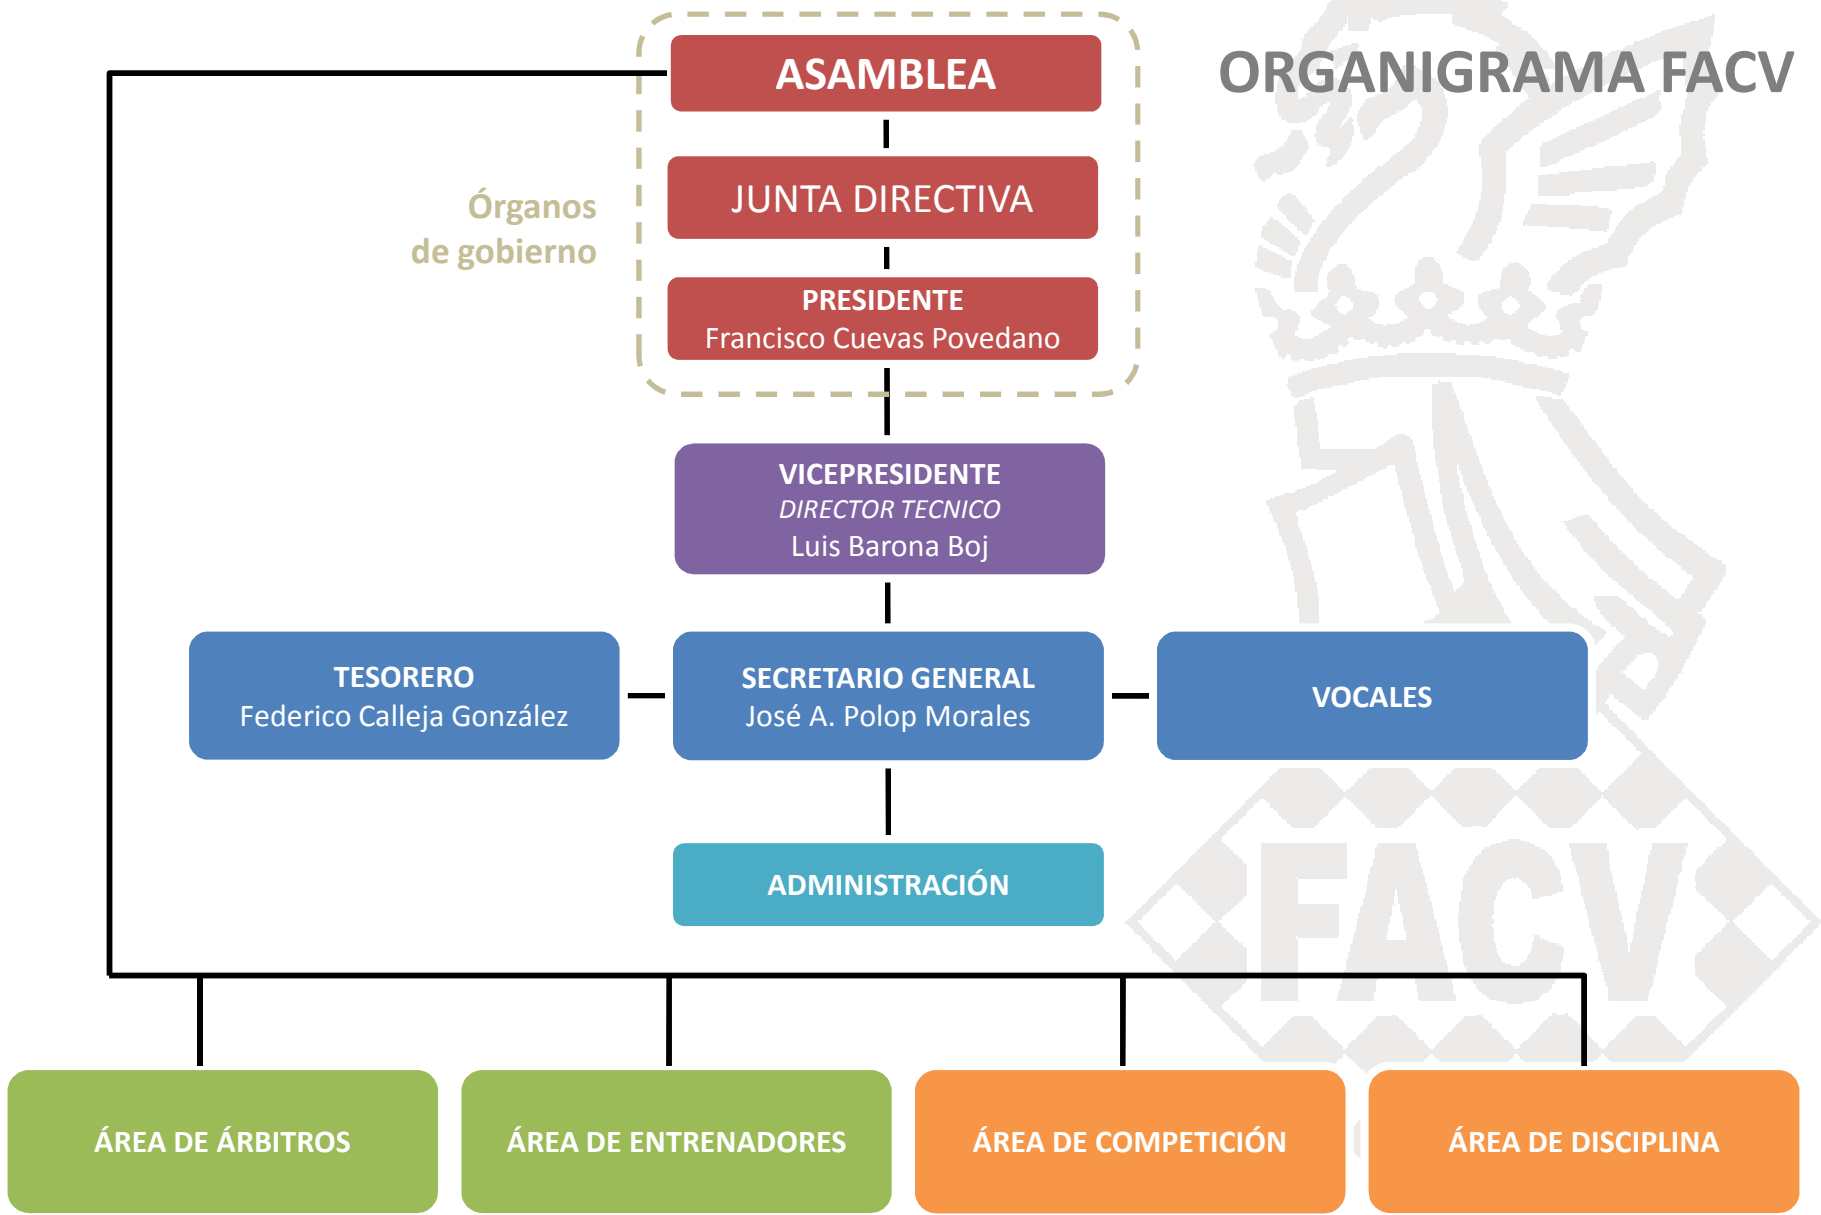 ORGANIGRAMA FACV
ASAMBLEA
JUNTA DIRECTIVA
Órganos
de gobierno
PRESIDENTE
Francisco Cuevas Povedano
VICEPRESIDENTE
DIRECTOR TECNICO
Luis Barona Boj
TESORERO
Federico Calleja González
SECRETARIO GENERAL
José A. Polop Morales
VOCALES
ADMINISTRACIÓN
FACV
ÁREA DE ÁRBITROS
ÁREA DE ENTRENADORES
ÁREA DE COMPETICIÓN
ÁREA DE DISCIPLINA